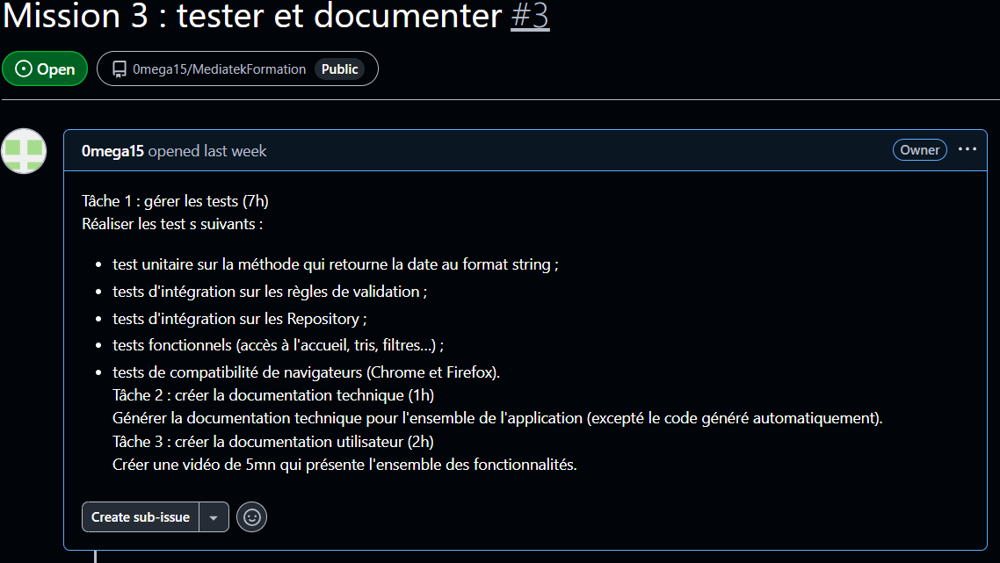 Mission 3 : tester et documenter #3
Open
0mega15/MediatekFormation Public
0mega15 opened last week
Owner
Tâche 1 : gérer les tests (7h)
Réaliser les test s suivants :
• test unitaire sur la méthode qui retourne la date au format string ;
• tests d'intégration sur les règles de validation ;
• tests d'intégration sur les Repository ;
• tests fonctionnels (accès à l'accueil, tris, filtres...) ;
• tests de compatibilité de navigateurs (Chrome et Firefox).
Tâche 2 : créer la documentation technique (1h)
Générer la documentation technique pour l'ensemble de l'application (excepté le code généré automatiquement).
Tâche 3 : créer la documentation utilisateur (2h)
Créer une vidéo de 5mn qui présente l'ensemble des fonctionnalités.
Create sub-issue